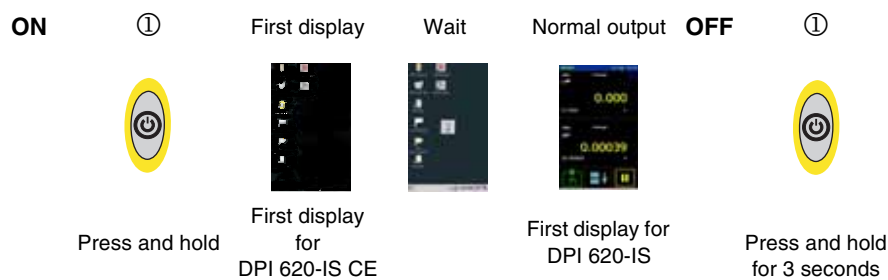 ON ① First display Wait Normal output OFF ①
0.000
0.00039
Press and hold
First display
for
DPI 620-IS CE
First display for
DPI 620-IS
Press and hold
for 3 seconds